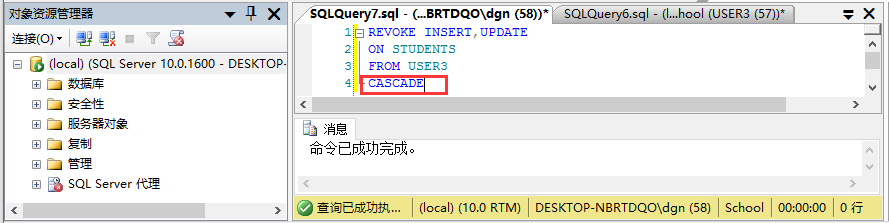 对象资源管理器
连接(O)
(local) (SQL Server 10.0.1600 - DESKTOP-
数据库
安全性
服务器对象
复制
管理
SQL Server 代理
SQLQuery7.sql - (...BRTDQO\dgn (58))*
SQLQuery6.sql - (l...hool (USER3 (57))*
1 REVOKE INSERT,UPDATE
2 ON STUDENTS
3 FROM USER3
4 CASCADE
消息
命令已成功完成。
查询已成功执... (local) (10.0 RTM) DESKTOP-NBRTDQO\dgn (58) School 00:00:00 0 行